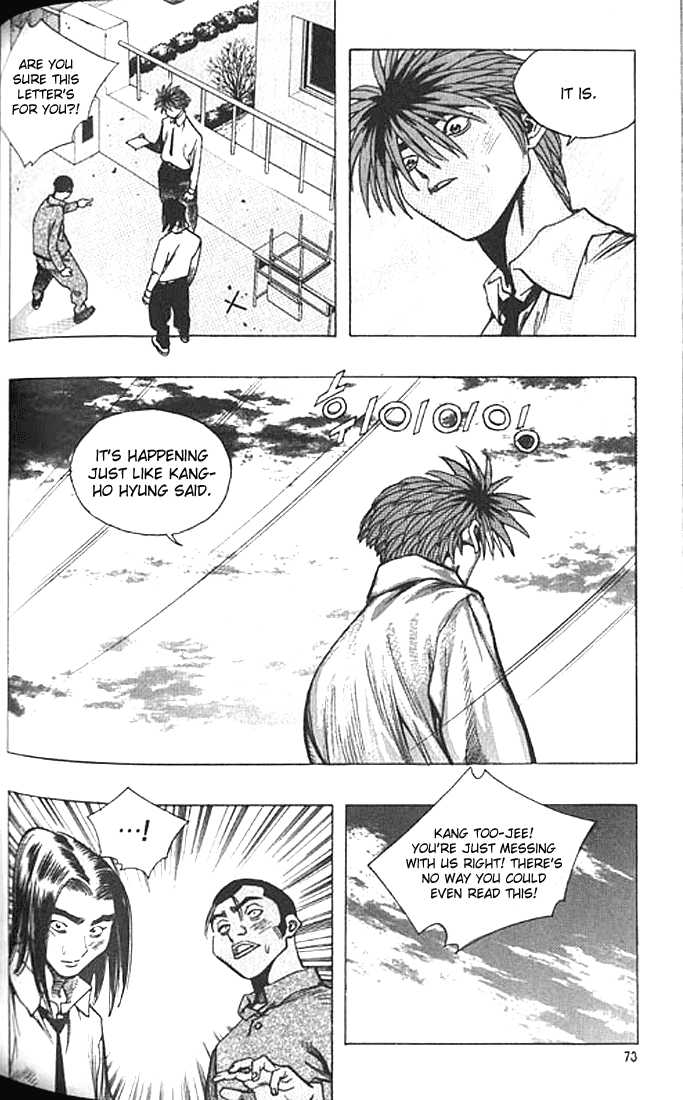 ARE YOU
SURE THIS
LETTER'S
FOR YOU?!
IT IS.
IT'S HAPPENING
JUST LIKE KANG-
HO HYUNG SAID.
...!
KANG TOO-JEE!
YOU'RE JUST MESSING
WITH US RIGHT! THERE'S
NO WAY YOU COULD
EVEN READ THIS!
73